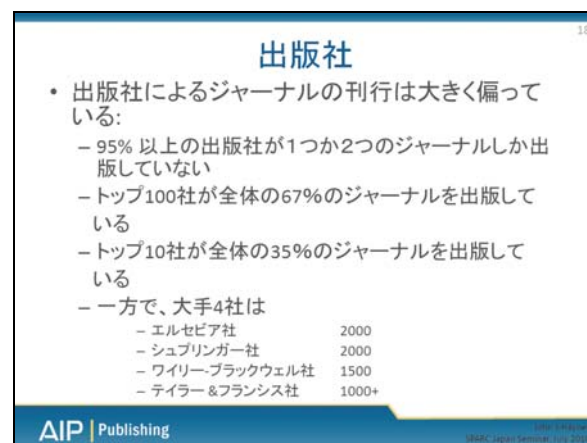 18
出版社
• 出版社によるジャーナルの刊行は大きく偏って
いる:
– 95% 以上の出版社が1つか2つのジャーナルしか出
版していない
– トップ100社が全体の67%のジャーナルを出版して
いる
– トップ10社が全体の35%のジャーナルを出版して
いる
– 一方で、大手4社は
– エルセビア社 2000
– シュプリンガー社 2000
– ワイリー-ブラックウェル社 1500
– テイラー &フランシス社 1000+
AIP | Publishing
SPARC Japan Seminar, July